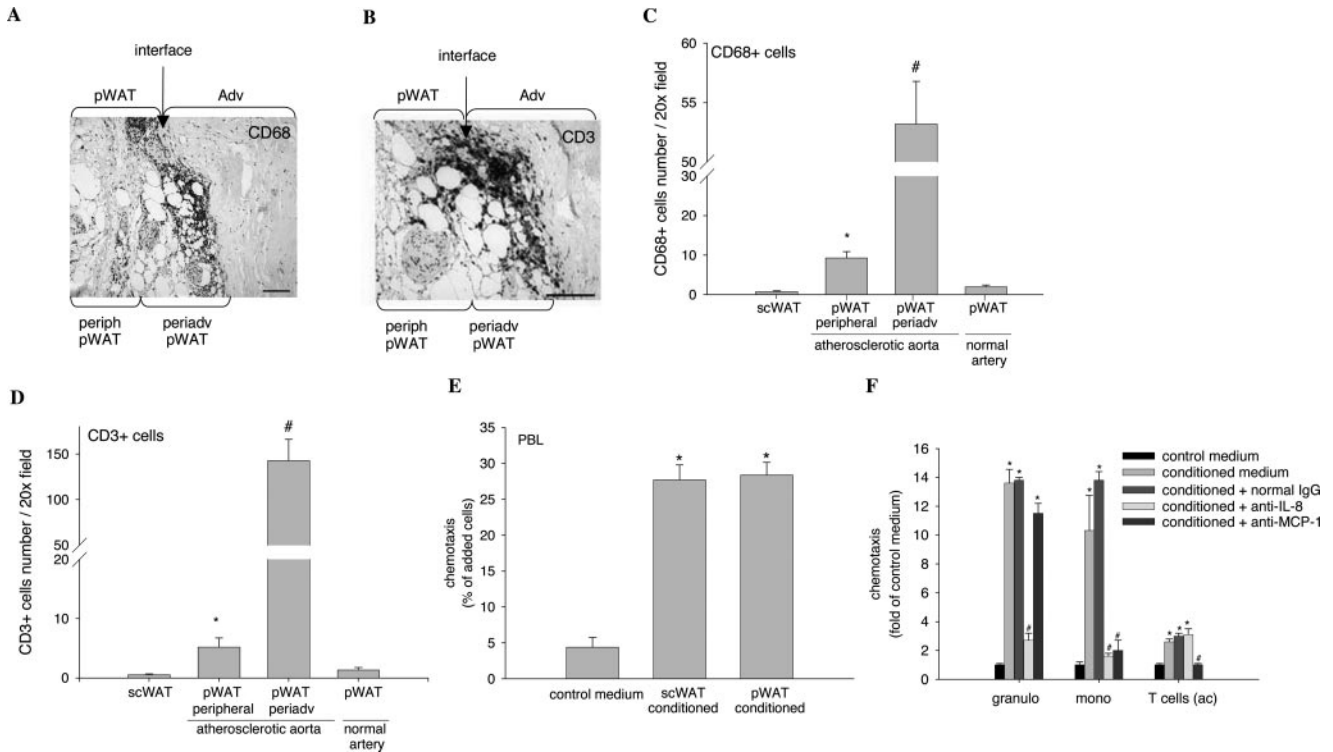 A
interface
pWAT
Adv
CD68
periph
pWAT
periadv
pWAT
B
interface
pWAT
Adv
CD3
periph
pWAT
periadv
pWAT
C
CD68+ cells
CD68+ cells number / 20x field
60
55
50
30
20
10
0
scWAT
pWAT
peripheral
pWAT
periadv
pWAT
atherosclerotic aorta
normal
artery
*
#
D
CD3+ cells
CD3+ cells number / 20x field
150
100
50
20
10
0
scWAT
pWAT
peripheral
pWAT
periadv
pWAT
atherosclerotic aorta
normal
artery
*
#
E
PBL
chemotaxis
(% of added cells)
35
30
25
20
15
10
5
0
control medium
scWAT
conditioned
pWAT
conditioned
*
*
F
chemotaxis
(fold of control medium)
16
14
12
10
8
6
4
2
0
granulo
mono
T cells (ac)
control medium
conditioned medium
conditioned + normal IgG
conditioned + anti-IL-8
conditioned + anti-MCP-1
* * # *
* * # #
* * * #